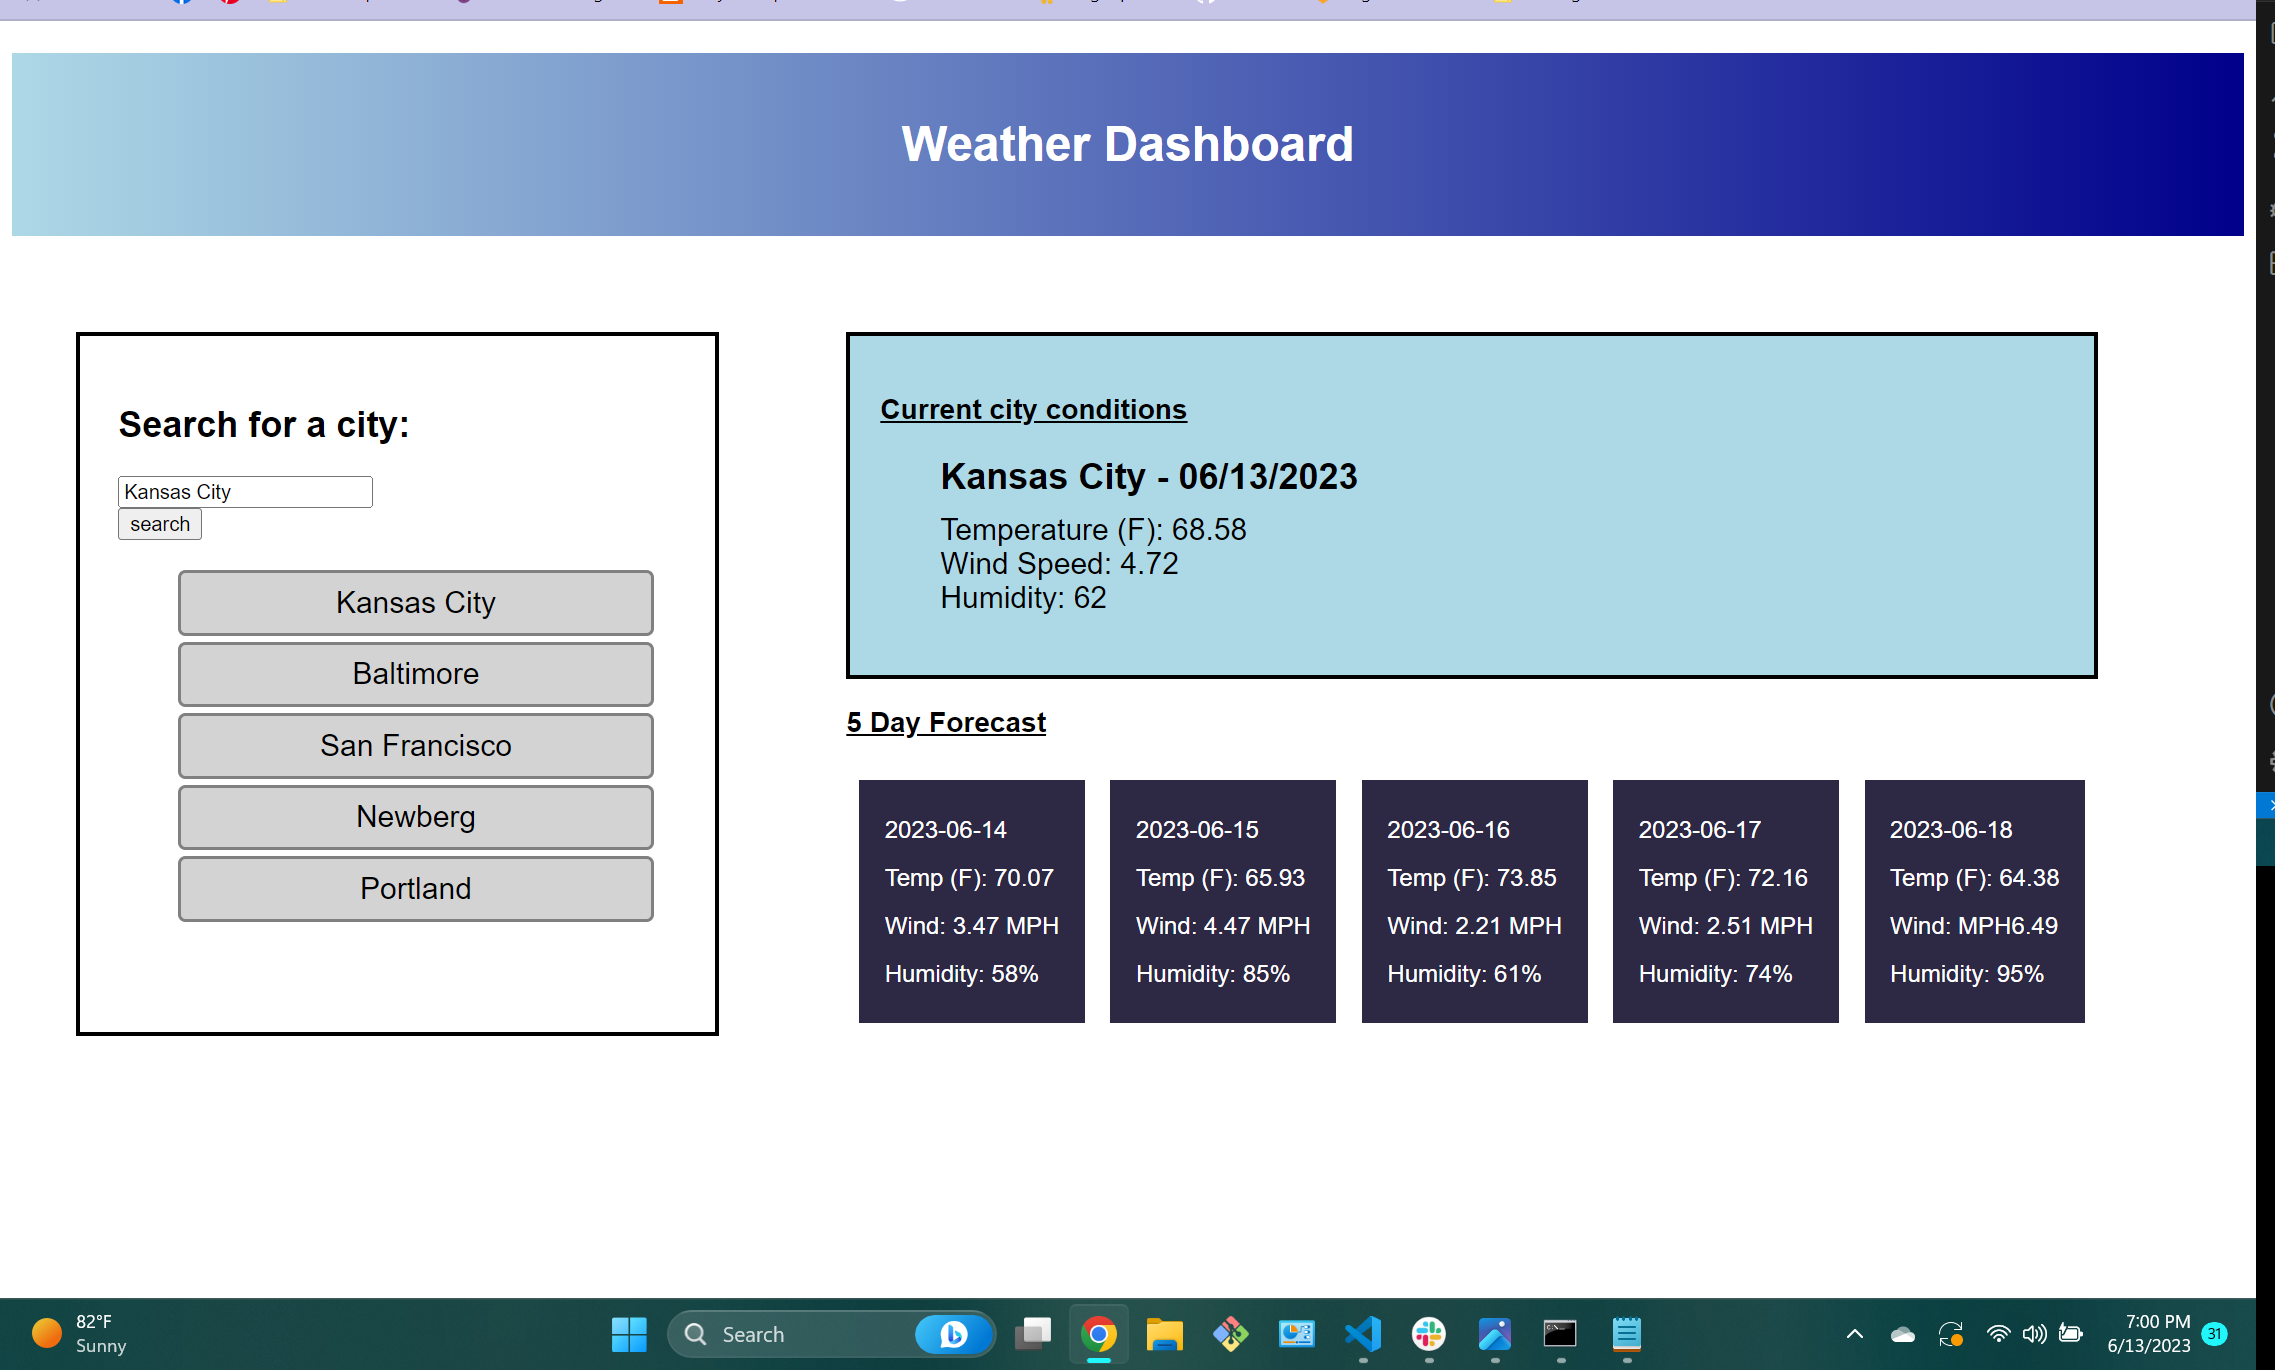 Weather Dashboard
Search for a city:
Kansas City
search
Kansas City
Baltimore
San Francisco
Newberg
Portland
Current city conditions
Kansas City - 06/13/2023
Temperature (F): 68.58
Wind Speed: 4.72
Humidity: 62
5 Day Forecast
2023-06-14
Temp (F): 70.07
Wind: 3.47 MPH
Humidity: 58%
2023-06-15
Temp (F): 65.93
Wind: 4.47 MPH
Humidity: 85%
2023-06-16
Temp (F): 73.85
Wind: 2.21 MPH
Humidity: 61%
2023-06-17
Temp (F): 72.16
Wind: 2.51 MPH
Humidity: 74%
2023-06-18
Temp (F): 64.38
Wind: MPH6.49
Humidity: 95%
82°F
Sunny
Search
7:00 PM
6/13/2023
31